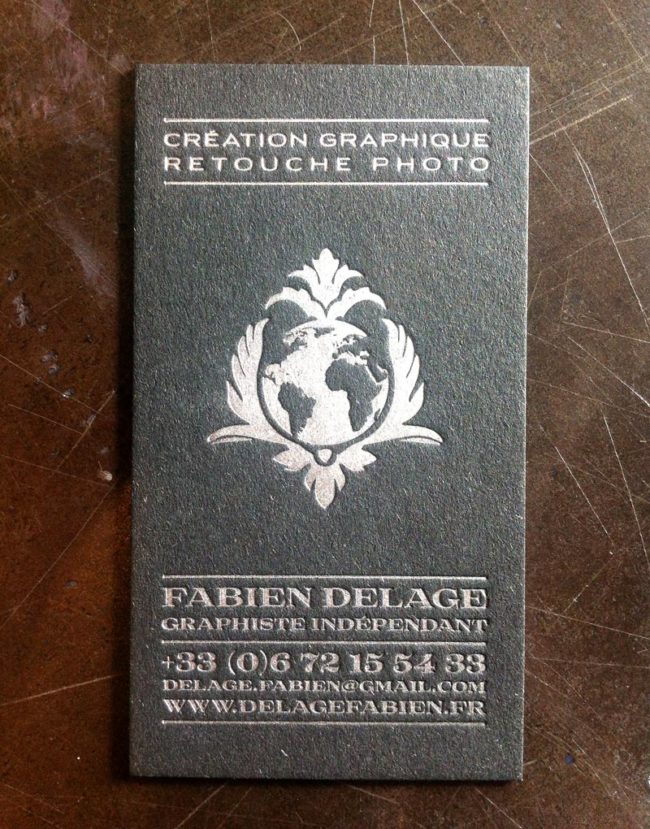 CRÉATION GRAPHIQUE
RETOUCHE PHOTO
FABIEN DELAGE
GRAPHISTE INDÉPENDANT
+33 (0)6 72 15 54 33
DELAGE.FABIEN@GMAIL.COM
WWW.DELAGEFABIEN.FR